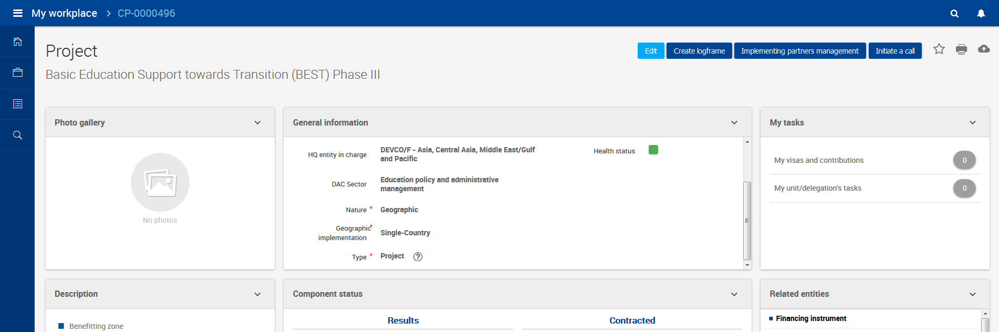 My workplace > CP-0000496
Project
Edit
Create logframe
Implementing partners management
Initiate a call
Basic Education Support towards Transition (BEST) Phase III
Photo gallery
No photos
General information
HQ entity in charge
DEVCO/F - Asia, Central Asia, Middle East/Gulf
and Pacific
Health status
DAC Sector
Education policy and administrative
management
Nature *
Geographic
Geographic*
implementation
Single-Country
Type *
Project ?
My tasks
My visas and contributions
0
My unit/delegation's tasks
0
Description
Benefitting zone
Component status
Results
Contracted
Related entities
Financing instrument